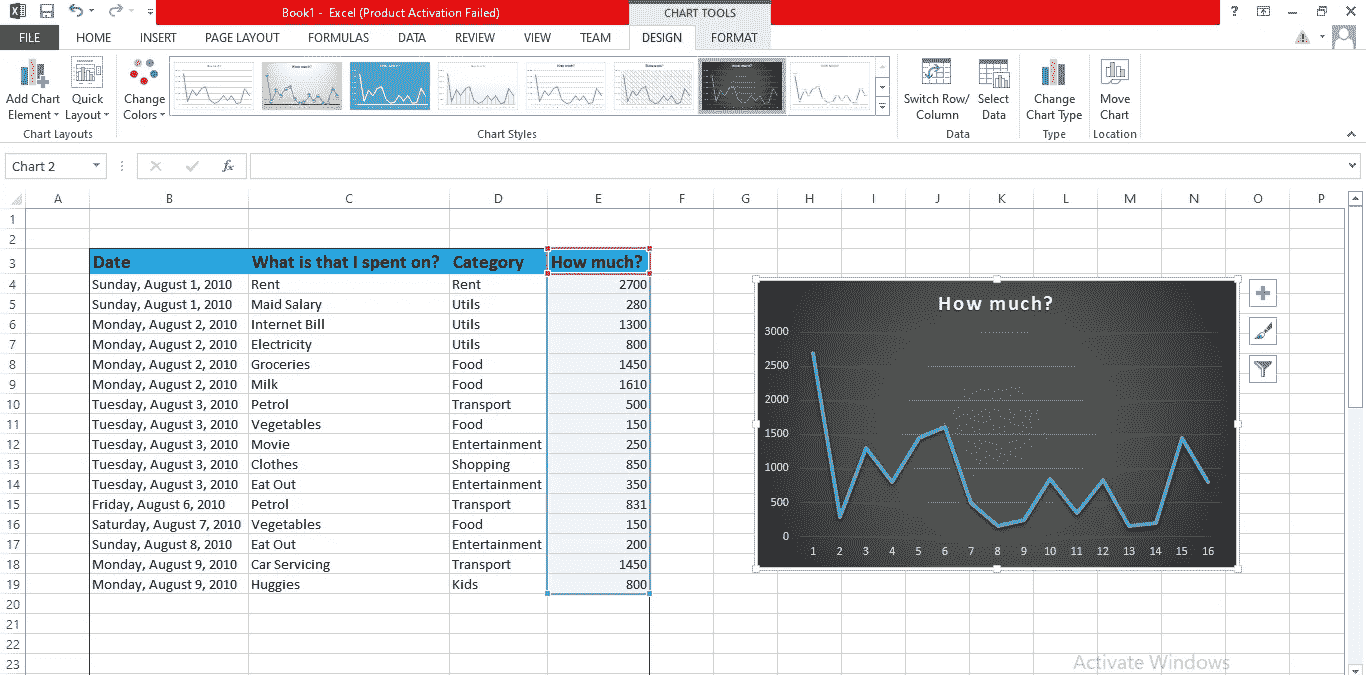 Book1 - Excel (Product Activation Failed)
CHART TOOLS
?
FILE HOME INSERT PAGE LAYOUT FORMULAS DATA REVIEW VIEW TEAM DESIGN FORMAT
Add Chart Element
Quick Layout
Change Colors
Switch Row/ Column
Select Data
Change Chart Type
Move Chart
Chart Layouts Chart Styles Data Type Location
Chart 2 fx
A B C D E F G H I J K L M N O P
1
2
3 Date What is that I spent on? Category How much?
4 Sunday, August 1, 2010 Rent Rent 2700
5 Sunday, August 1, 2010 Maid Salary Utils 280
6 Monday, August 2, 2010 Internet Bill Utils 1300
7 Monday, August 2, 2010 Electricity Utils 800
8 Monday, August 2, 2010 Groceries Food 1450
9 Monday, August 2, 2010 Milk Food 1610
10 Tuesday, August 3, 2010 Petrol Transport 500
11 Tuesday, August 3, 2010 Vegetables Food 150
12 Tuesday, August 3, 2010 Movie Entertainment 250
13 Tuesday, August 3, 2010 Clothes Shopping 850
14 Tuesday, August 3, 2010 Eat Out Entertainment 350
15 Friday, August 6, 2010 Petrol Transport 831
16 Saturday, August 7, 2010 Vegetables Food 150
17 Sunday, August 8, 2010 Eat Out Entertainment 200
18 Monday, August 9, 2010 Car Servicing Transport 1450
19 Monday, August 9, 2010 Huggies Kids 800
20
21
22
23
How much?
3000
2500
2000
1500
1000
500
0
1 2 3 4 5 6 7 8 9 10 11 12 13 14 15 16
Activate Windows